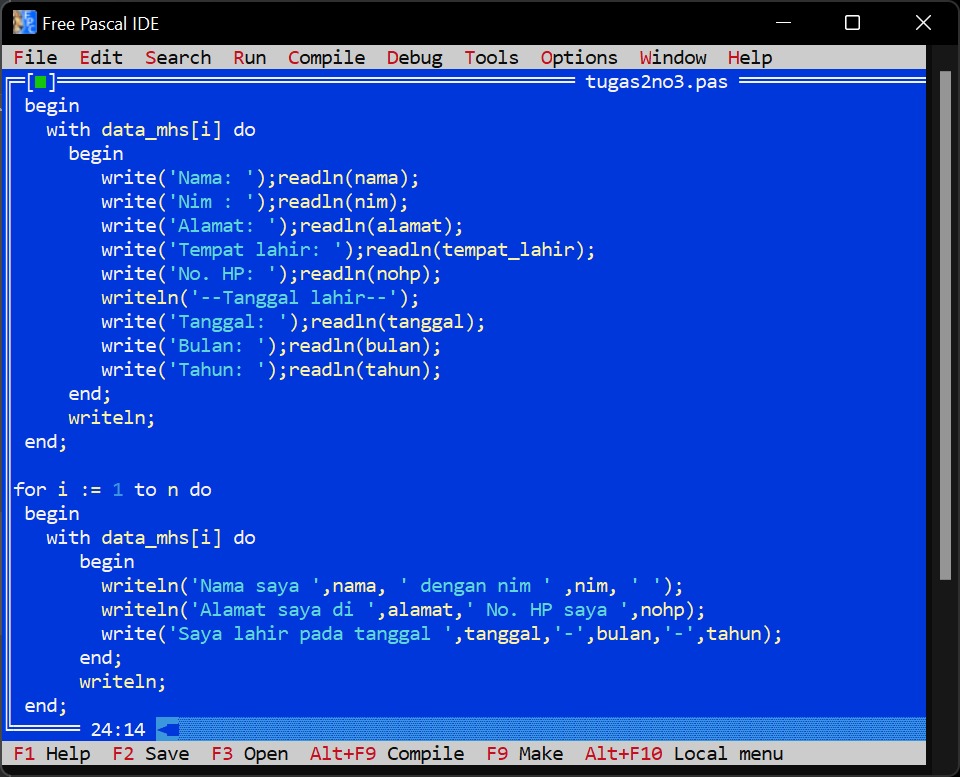 Free Pascal IDE
File Edit Search Run Compile Debug Tools Options Window Help
tugas2no3.pas
begin
with data_mhs[i] do
begin
write('Nama: ');readln(nama);
write('Nim : ');readln(nim);
write('Alamat: ');readln(alamat);
write('Tempat lahir: ');readln(tempat_lahir);
write('No. HP: ');readln(nohp);
writeln('--Tanggal lahir--');
write('Tanggal: ');readln(tanggal);
write('Bulan: ');readln(bulan);
write('Tahun: ');readln(tahun);
end;
writeln;
end;
for i := 1 to n do
begin
with data_mhs[i] do
begin
writeln('Nama saya ',nama, ' dengan nim ' ,nim, ' ');
writeln('Alamat saya di ',alamat,' No. HP saya ',nohp);
write('Saya lahir pada tanggal ',tanggal,'-',bulan,'-',tahun);
end;
writeln;
end;
24:14
F1 Help F2 Save F3 Open Alt+F9 Compile F9 Make Alt+F10 Local menu